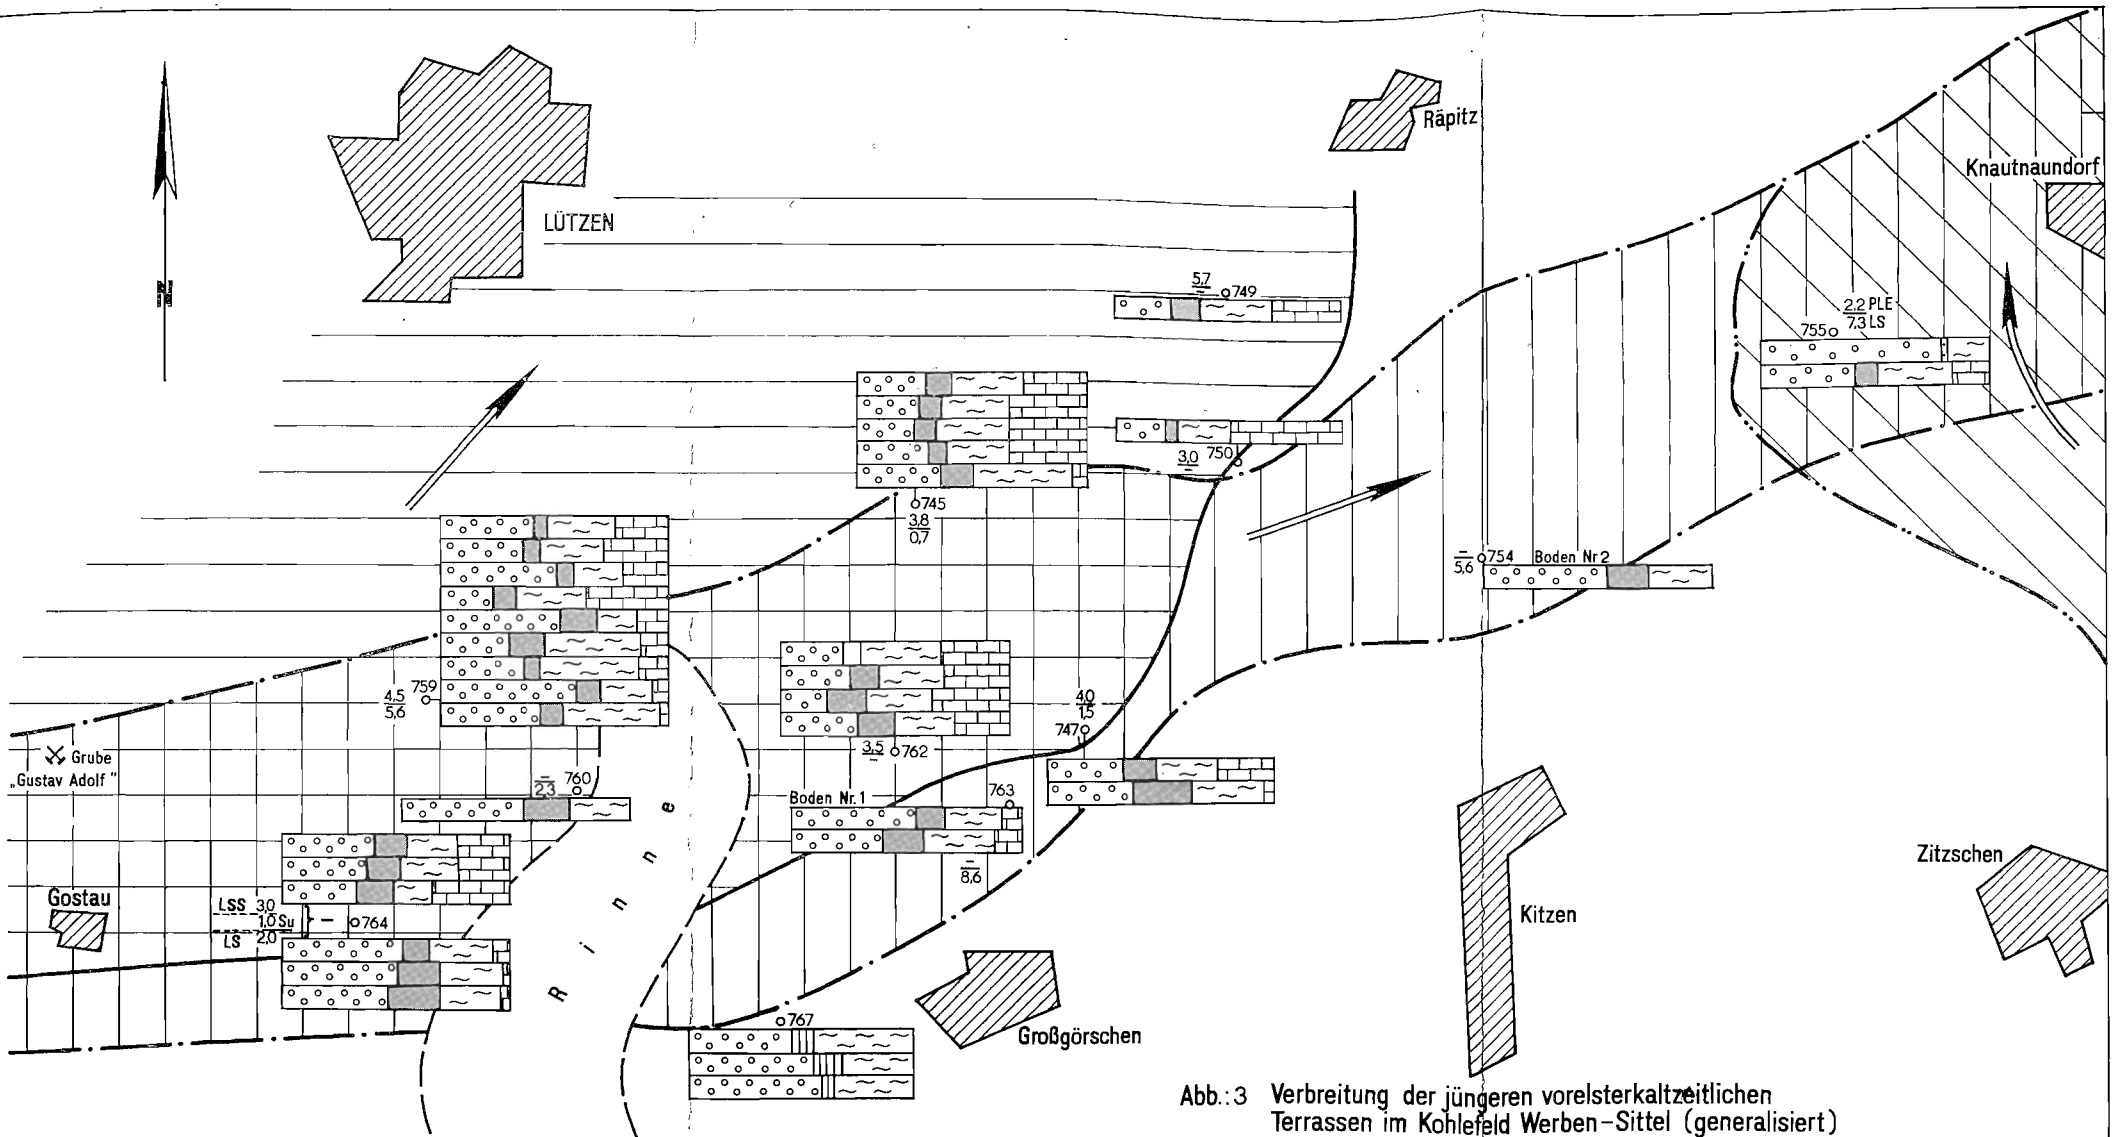 Räpitz
Knautnaundorf
LÜTZEN
5,7
–
749
2,2 PLE
7,3 LS
755
3,0
–
750
745
3,8
0,7
–
5,6
754
Boden Nr 2
4,5
5,6
759
4,0
1,5
747
3,5
–
762
Grube
„Gustav Adolf"
–
2,3
760
Boden Nr. 1
763
–
8,6
Rinne
Gostau
LSS 3,0
1,0 Su
LS 2,0
–
764
Zitzschen
Kitzen
767
Großgörschen
Abb.: 3 Verbreitung der jüngeren vorelsterkaltzeitlichen
Terrassen im Kohlefeld Werben-Sittel (generalisiert)